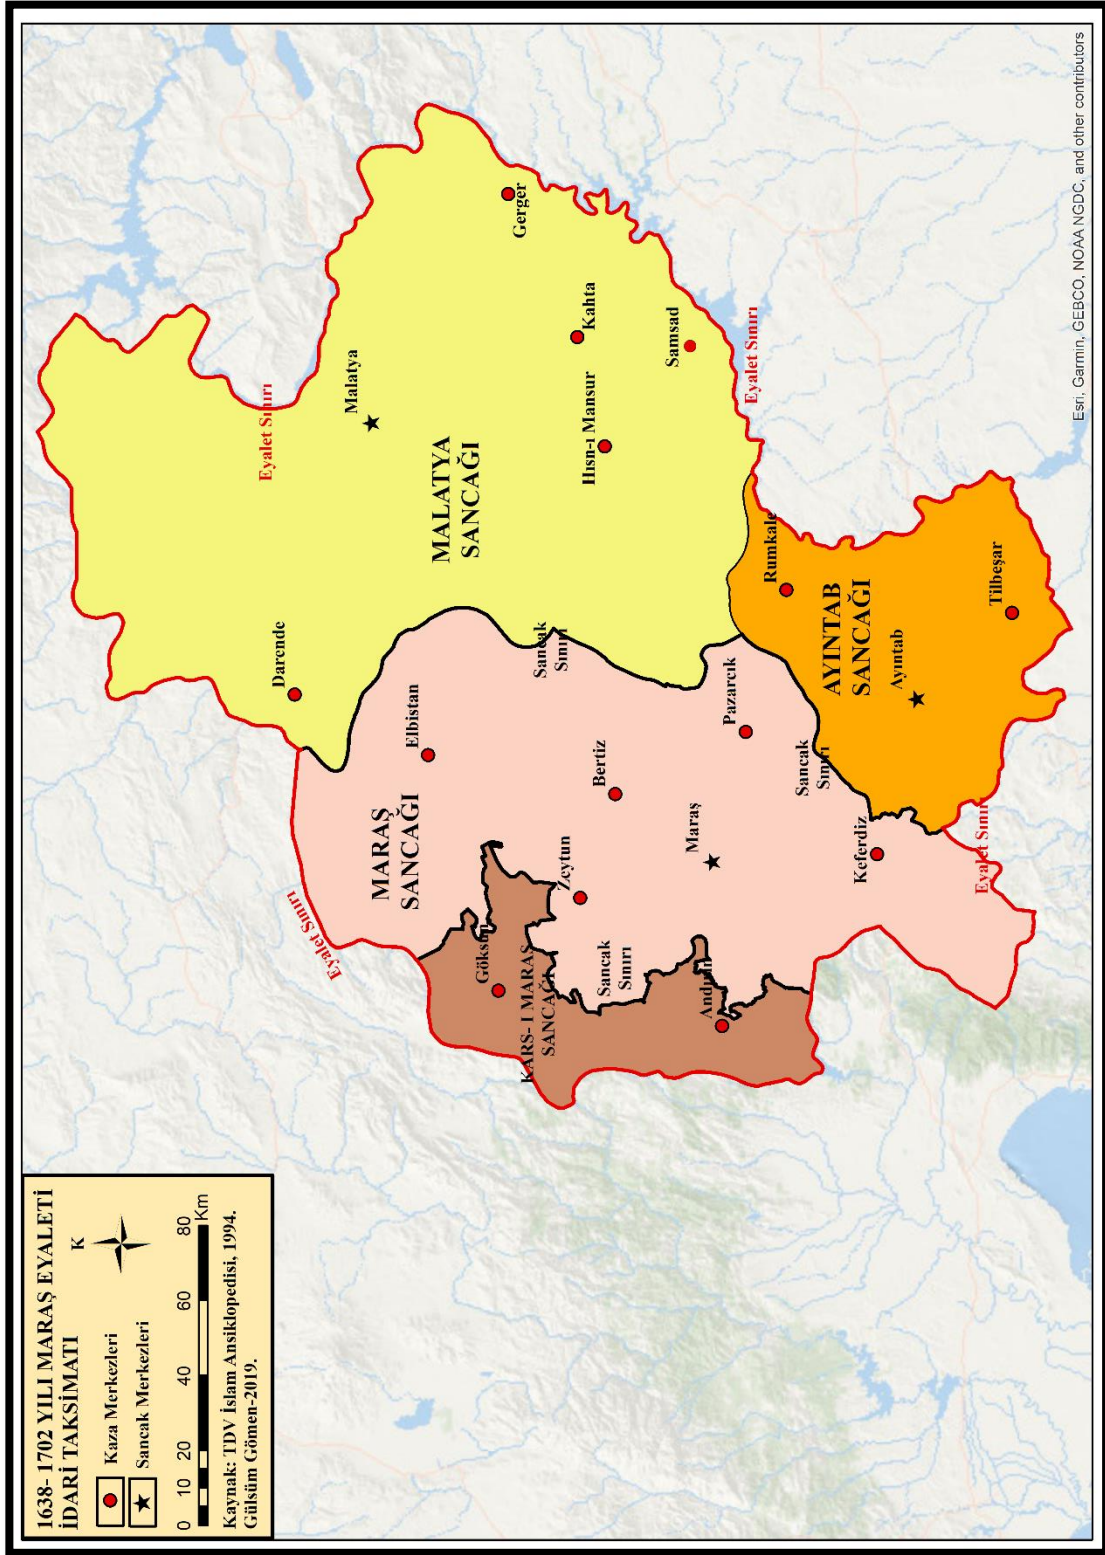 1638- 1702 YILI MARAŞ EYALETİ
İDARİ TAKSİMATI
K
Kaza Merkezleri
Sancak Merkezleri
0 10 20 40 60 80
Km
Kaynak: TDV İslam Ansiklopedisi, 1994.
Gülsüm Gömen-2019.
Eyalet Sınırı
Darende
Eyalet Sınırı
Malatya
MALATYA
SANCAĞI
Gerger
Kahta
Hısn-ı Mansur
Samsad
Eyalet Sınırı
Elbistan
MARAŞ
SANCAĞI
Sancak
Sınırı
Göksun
KARS- I MARAŞ
SANCAĞI
Zeytun
Bertiz
Sancak
Sınırı
Maraş
Pazarcık
Andırın
Sancak
Sınırı
Rumkale
AYINTAB
SANCAĞI
Ayıntab
Keferdiz
Tilbeşar
Eyalet Sınırı
Esri, Garmin, GEBCO, NOAA NGDC, and other contributors